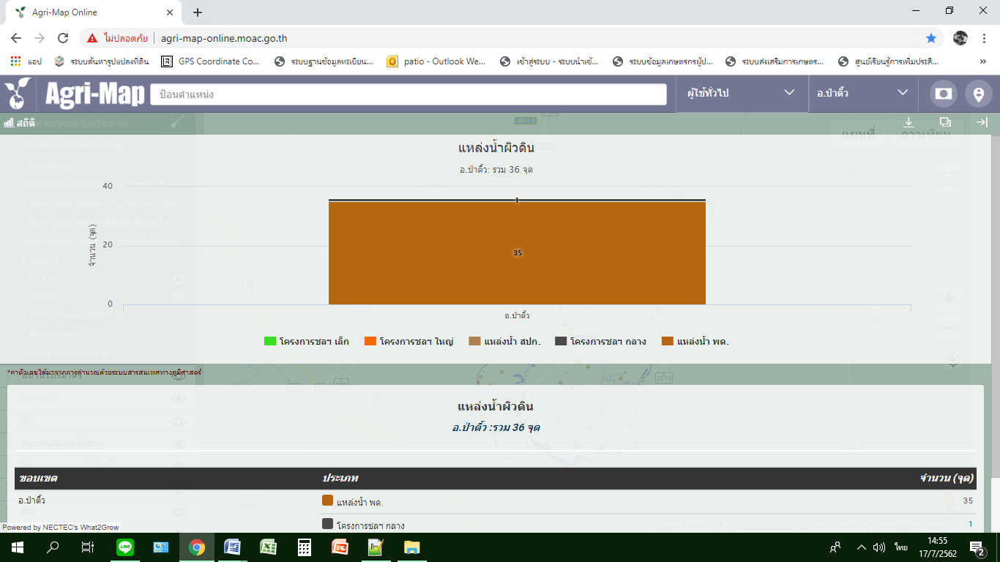 Agri-Map Online
ไม่ปลอดภัย
agri-map-online.moac.go.th
แอป
ระบบค้นหารูปแปลงที่ดิน
GPS Coordinate Co...
ระบบฐานข้อมูลทะเบียน...
patio - Outlook We...
เข้าสู่ระบบ - ระบบนำเข้...
ระบบข้อมูลเกษตรกรผู้ป...
ระบบส่งเสริมการเกษตร...
ศูนย์เรียนรู้การเพิ่มประสิ...
»
Agri-Map
ป้อนตำแหน่ง
ผู้ใช้ทั่วไป
อ.ป่าติ้ว
สถิติ
แผนที่
ดาวเทียม
แหล่งน้ำผิวดิน
อ.ป่าติ้ว: รวม 36 จุด
จำนวน (จุด)
40
20
0
1
35
อ.ป่าติ้ว
โครงการชลฯ เล็ก
โครงการชลฯ ใหญ่
แหล่งน้ำ สปก.
โครงการชลฯ กลาง
แหล่งน้ำ พด.
*ค่าตัวเลขได้มาจากการคำนวณด้วยระบบสารสนเทศทางภูมิศาสตร์
2210
แหล่งน้ำผิวดิน
อ.ป่าติ้ว :รวม 36 จุด
ขอบเขต ประเภท จำนวน (จุด)
อ.ป่าติ้ว แหล่งน้ำ พด. 35
โครงการชลฯ กลาง 1
Powered by NECTEC's What2Grow
ไทย
14:55
17/7/2562
2